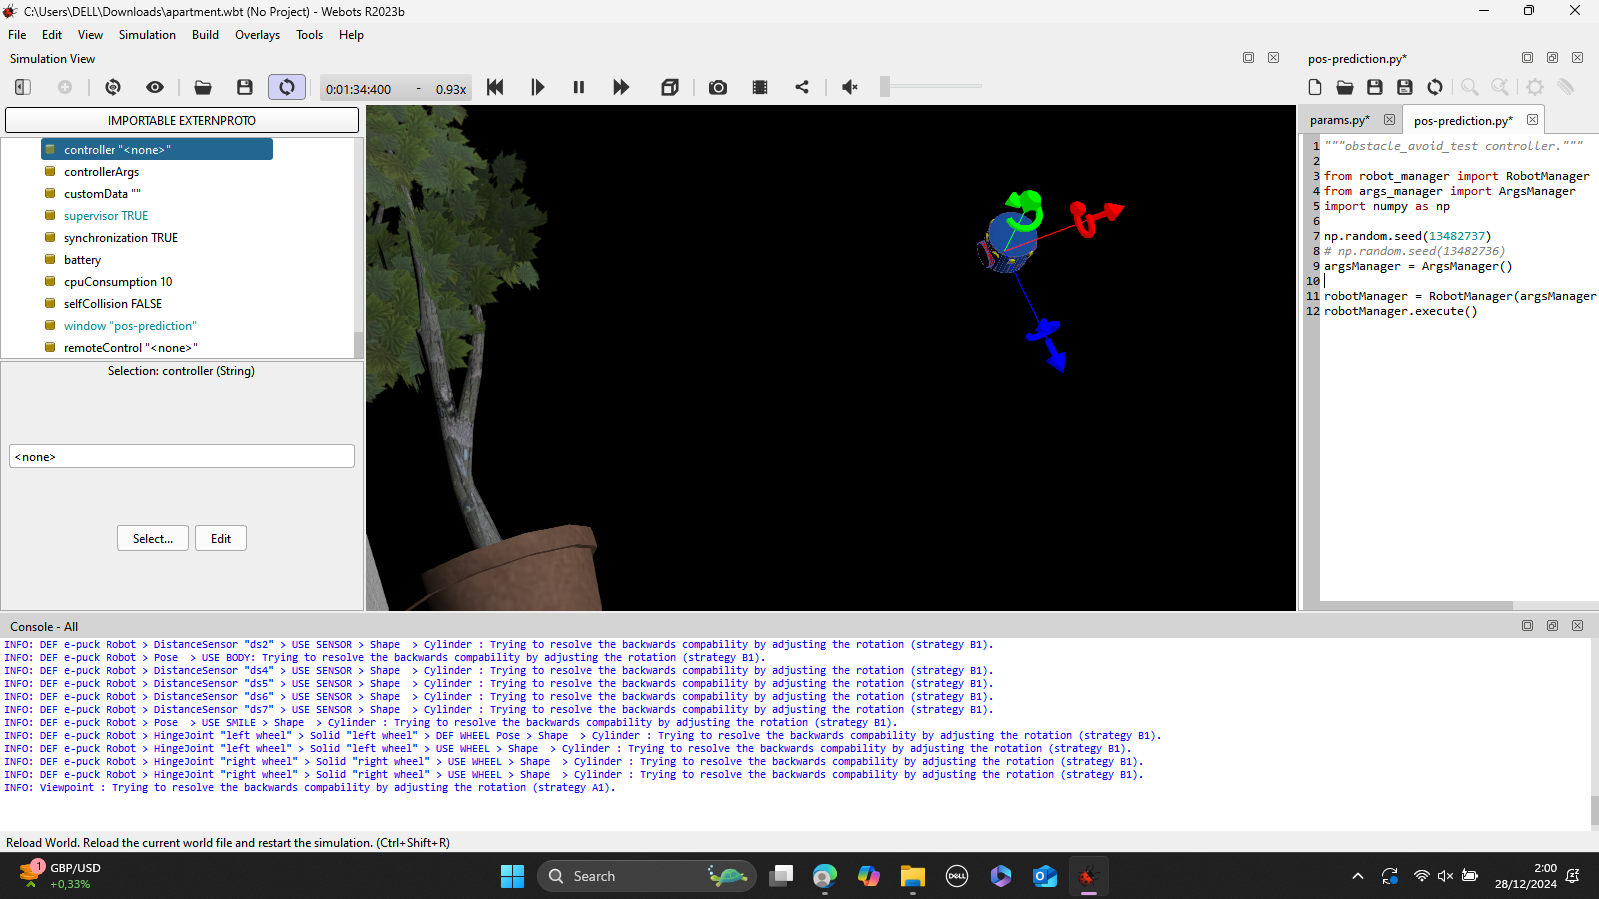 C:\Users\DELL\Downloads\apartment.wbt (No Project) - Webots R2023b
File Edit View Simulation Build Overlays Tools Help
Simulation View
pos-prediction.py*
0:01:34:400 - 0.93x
IMPORTABLE EXTERNPROTO
params.py* pos-prediction.py*
controller "<none>"
controllerArgs
customData ""
supervisor TRUE
synchronization TRUE
battery
cpuConsumption 10
selfCollision FALSE
window "pos-prediction"
remoteControl "<none>"
Selection: controller (String)
<none>
Select... Edit
1 """obstacle_avoid_test controller."""
2
3 from robot_manager import RobotManager
4 from args_manager import ArgsManager
5 import numpy as np
6
7 np.random.seed(13482737)
8 # np.random.seed(13482736)
9 argsManager = ArgsManager()
10
11 robotManager = RobotManager(argsManager
12 robotManager.execute()
Console - All
INFO: DEF e-puck Robot > DistanceSensor "ds2" > USE SENSOR > Shape  > Cylinder : Trying to resolve the backwards compability by adjusting the rotation (strategy B1).
INFO: DEF e-puck Robot > Pose  > USE BODY: Trying to resolve the backwards compability by adjusting the rotation (strategy B1).
INFO: DEF e-puck Robot > DistanceSensor "ds4" > USE SENSOR > Shape  > Cylinder : Trying to resolve the backwards compability by adjusting the rotation (strategy B1).
INFO: DEF e-puck Robot > DistanceSensor "ds5" > USE SENSOR > Shape  > Cylinder : Trying to resolve the backwards compability by adjusting the rotation (strategy B1).
INFO: DEF e-puck Robot > DistanceSensor "ds6" > USE SENSOR > Shape  > Cylinder : Trying to resolve the backwards compability by adjusting the rotation (strategy B1).
INFO: DEF e-puck Robot > DistanceSensor "ds7" > USE SENSOR > Shape  > Cylinder : Trying to resolve the backwards compability by adjusting the rotation (strategy B1).
INFO: DEF e-puck Robot > Pose  > USE SMILE > Shape  > Cylinder : Trying to resolve the backwards compability by adjusting the rotation (strategy B1).
INFO: DEF e-puck Robot > HingeJoint "left wheel" > Solid "left wheel" > DEF WHEEL Pose > Shape  > Cylinder : Trying to resolve the backwards compability by adjusting the rotation (strategy B1).
INFO: DEF e-puck Robot > HingeJoint "left wheel" > Solid "left wheel" > USE WHEEL > Shape  > Cylinder : Trying to resolve the backwards compability by adjusting the rotation (strategy B1).
INFO: DEF e-puck Robot > HingeJoint "right wheel" > Solid "right wheel" > USE WHEEL > Shape  > Cylinder : Trying to resolve the backwards compability by adjusting the rotation (strategy B1).
INFO: DEF e-puck Robot > HingeJoint "right wheel" > Solid "right wheel" > USE WHEEL > Shape  > Cylinder : Trying to resolve the backwards compability by adjusting the rotation (strategy B1).
INFO: Viewpoint : Trying to resolve the backwards compability by adjusting the rotation (strategy A1).
Reload World. Reload the current world file and restart the simulation. (Ctrl+Shift+R)
1
GBP/USD
+0,33%
Search
DELL
2:00
28/12/2024